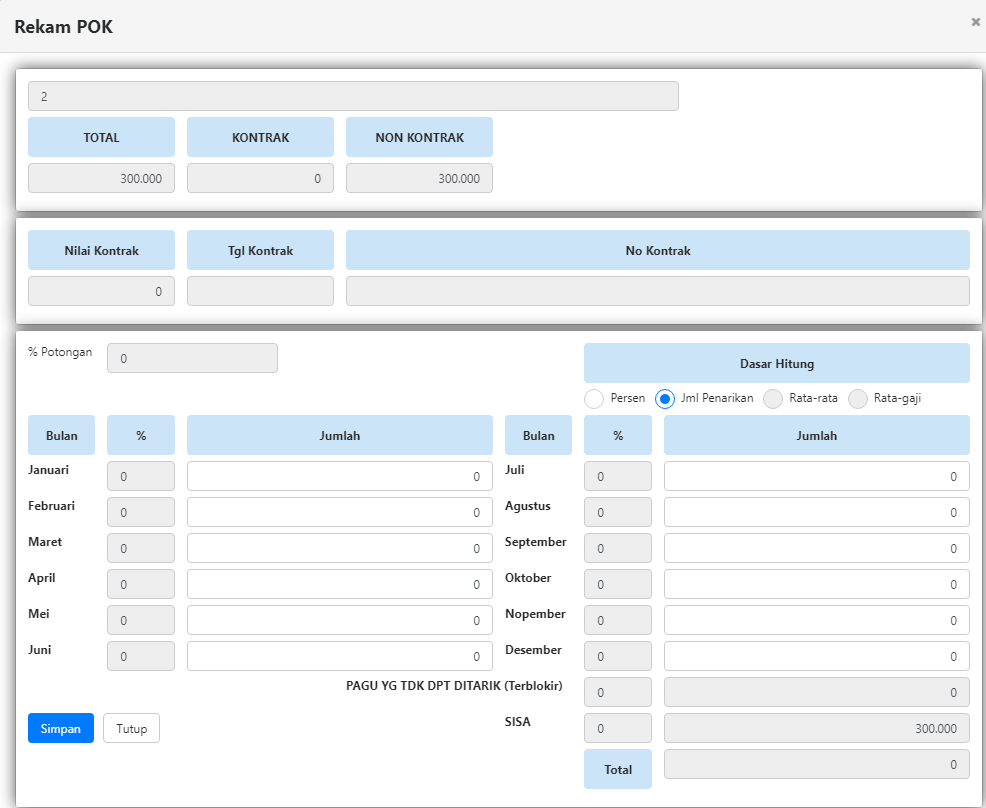 Rekam POK
×
2
TOTAL KONTRAK NON KONTRAK
300.000 0 300.000
Nilai Kontrak Tgl Kontrak No Kontrak
0
% Potongan 0 Dasar Hitung
Persen Jml Penarikan Rata-rata Rata-gaji
Bulan % Jumlah Bulan % Jumlah
Januari 0 0 Juli 0 0
Februari 0 0 Agustus 0 0
Maret 0 0 September 0 0
April 0 0 Oktober 0 0
Mei 0 0 Nopember 0 0
Juni 0 0 Desember 0 0
PAGU YG TDK DPT DITARIK (Terblokir) 0 0
Simpan Tutup SISA 0 300.000
Total 0